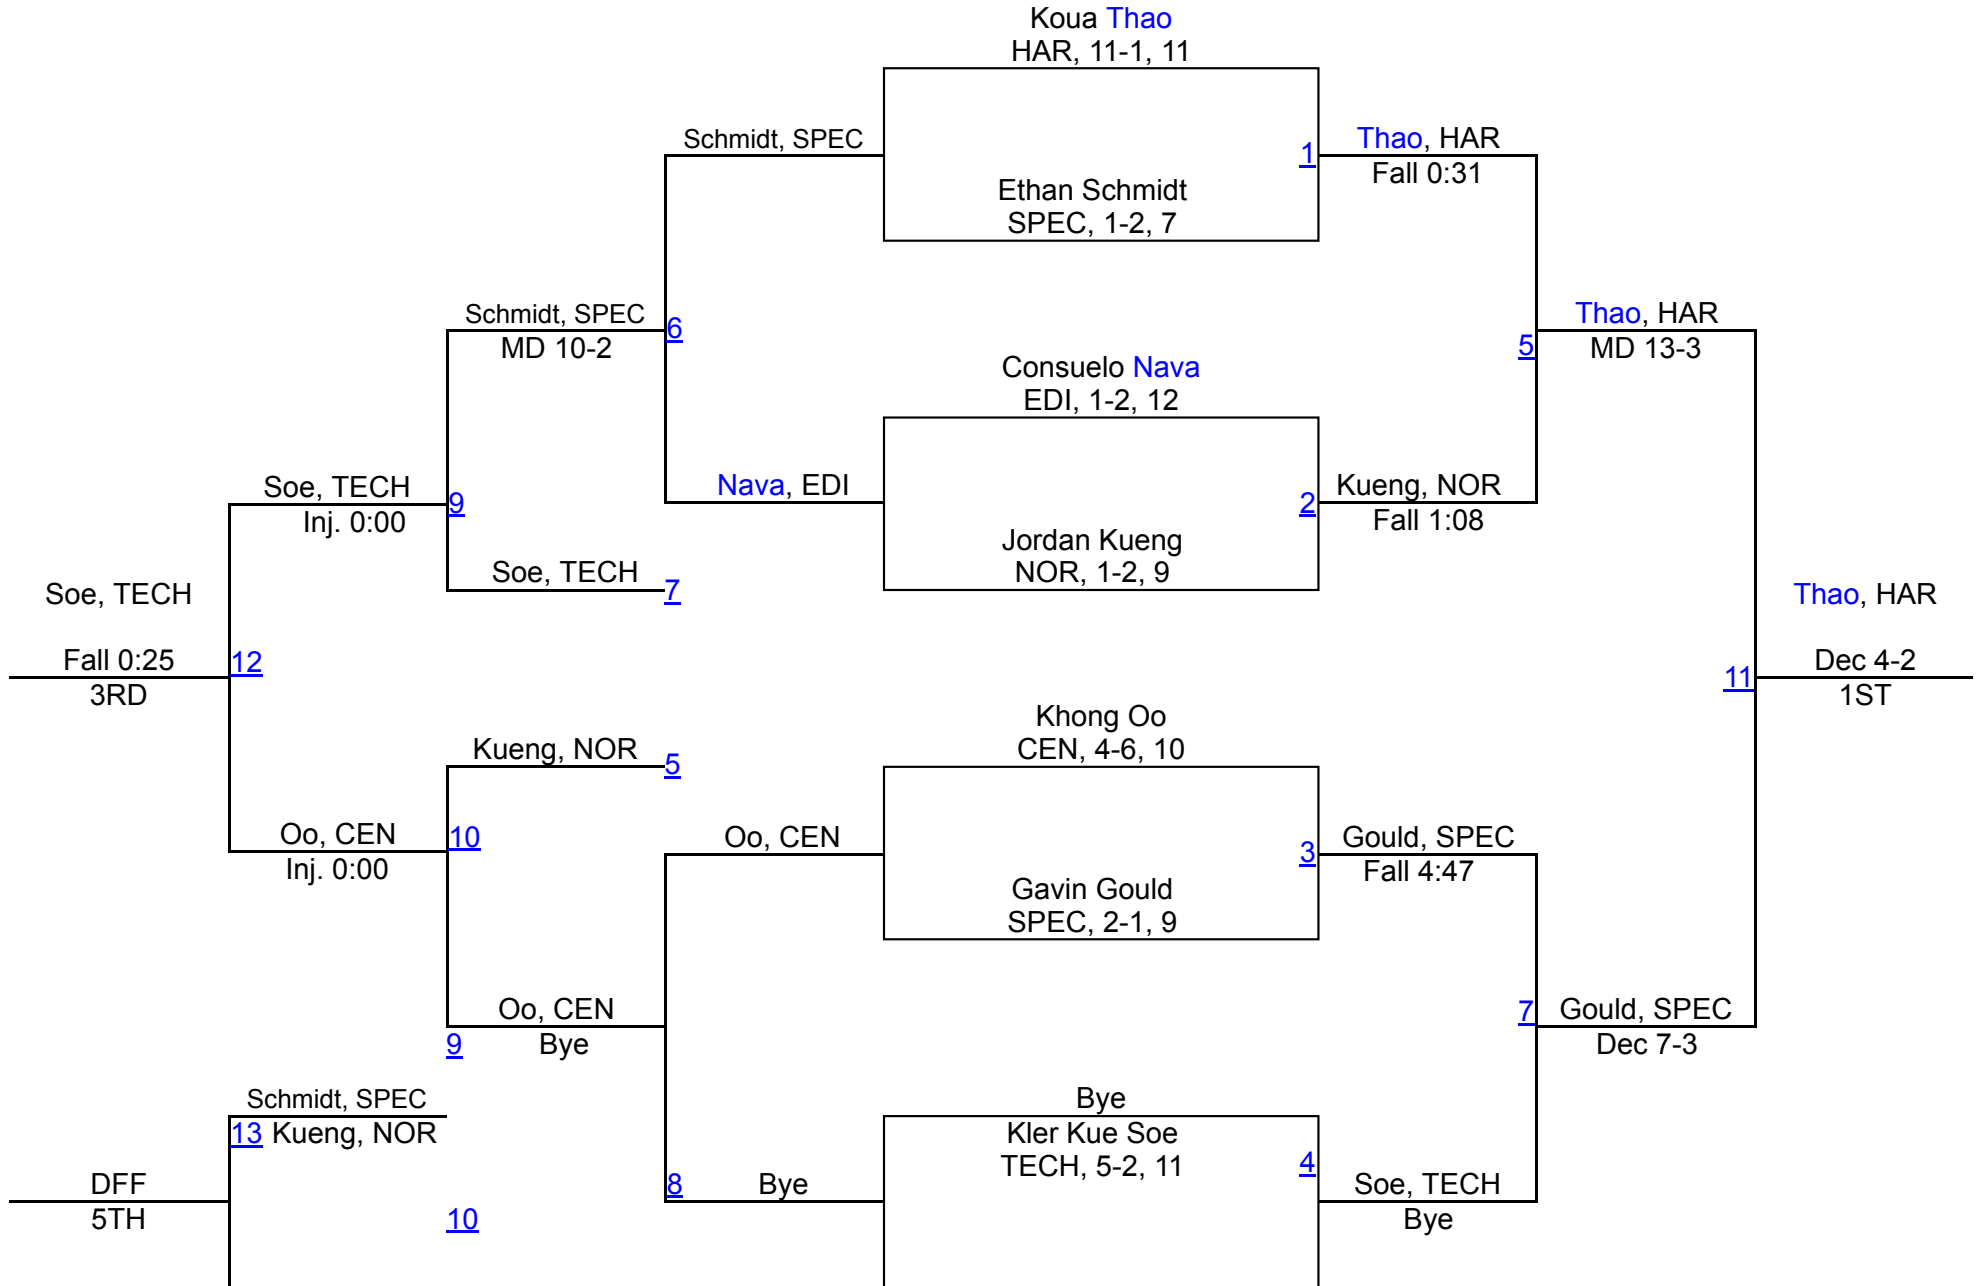 Koua Thao
HAR, 11-1, 11
Schmidt, SPEC
1
Thao, HAR
Fall 0:31
Ethan Schmidt
SPEC, 1-2, 7
Schmidt, SPEC
MD 10-2
6
Thao, HAR
MD 13-3
5
Consuelo Nava
EDI, 1-2, 12
Soe, TECH
Inj. 0:00
9
Nava, EDI
2
Kueng, NOR
Fall 1:08
Jordan Kueng
NOR, 1-2, 9
Soe, TECH
7
Soe, TECH
Fall 0:25
3RD
12
Thao, HAR
11
Dec 4-2
1ST
Khong Oo
CEN, 4-6, 10
Kueng, NOR
5
Oo, CEN
Inj. 0:00
10
Oo, CEN
3
Gould, SPEC
Fall 4:47
Gavin Gould
SPEC, 2-1, 9
Oo, CEN
Bye
9
7
Gould, SPEC
Dec 7-3
Schmidt, SPEC
13 Kueng, NOR
Bye
Kler Kue Soe
TECH, 5-2, 11
4
DFF
5TH
10
8
Bye
Soe, TECH
Bye